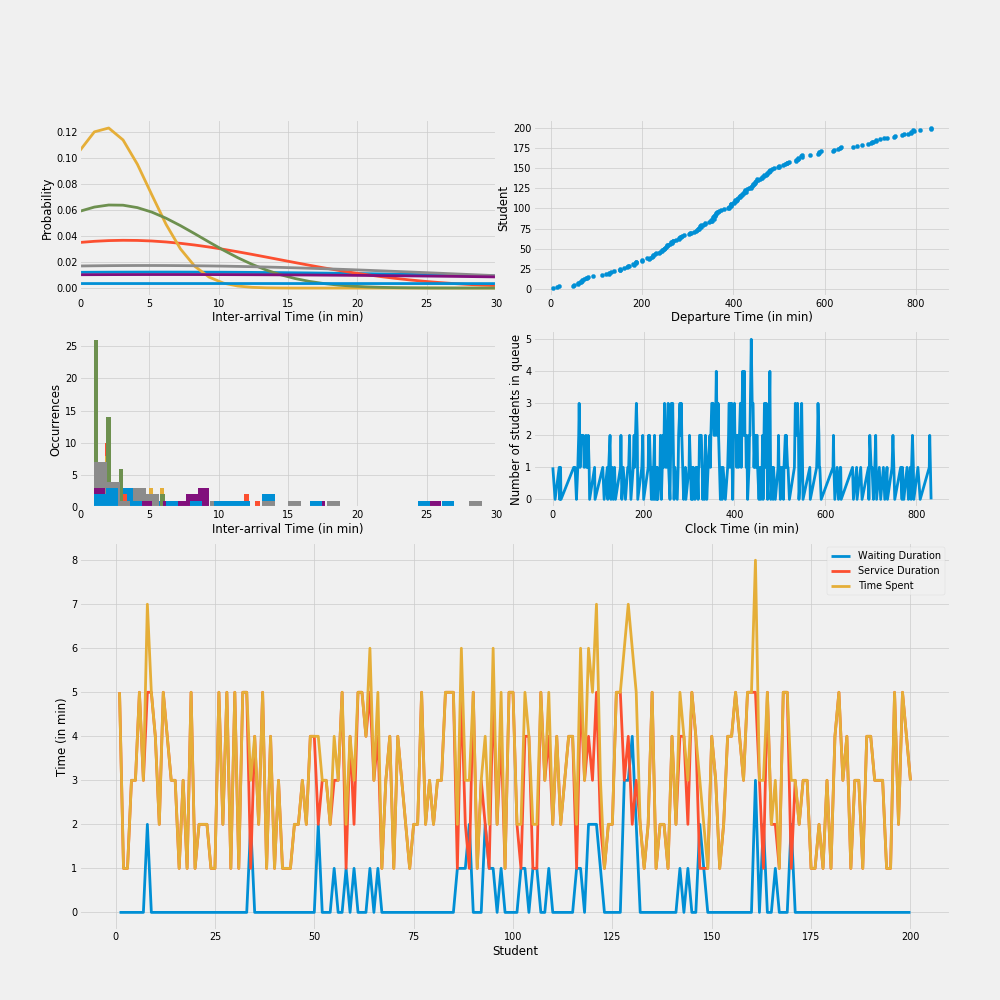 0.12
0.10
0.08
0.06
0.04
0.02
0.00
Probability
0 5 10 15 20 25 30
Inter-arrival Time (in min)
200
175
150
125
100
75
50
25
0
Student
0 200 400 600 800
Departure Time (in min)
25
20
15
10
5
0
Occurrences
0 5 10 15 20 25 30
Inter-arrival Time (in min)
5
4
3
2
1
0
Number of students in queue
0 200 400 600 800
Clock Time (in min)
8
7
6
5
4
3
2
1
0
Time (in min)
Waiting Duration
Service Duration
Time Spent
0 25 50 75 100 125 150 175 200
Student